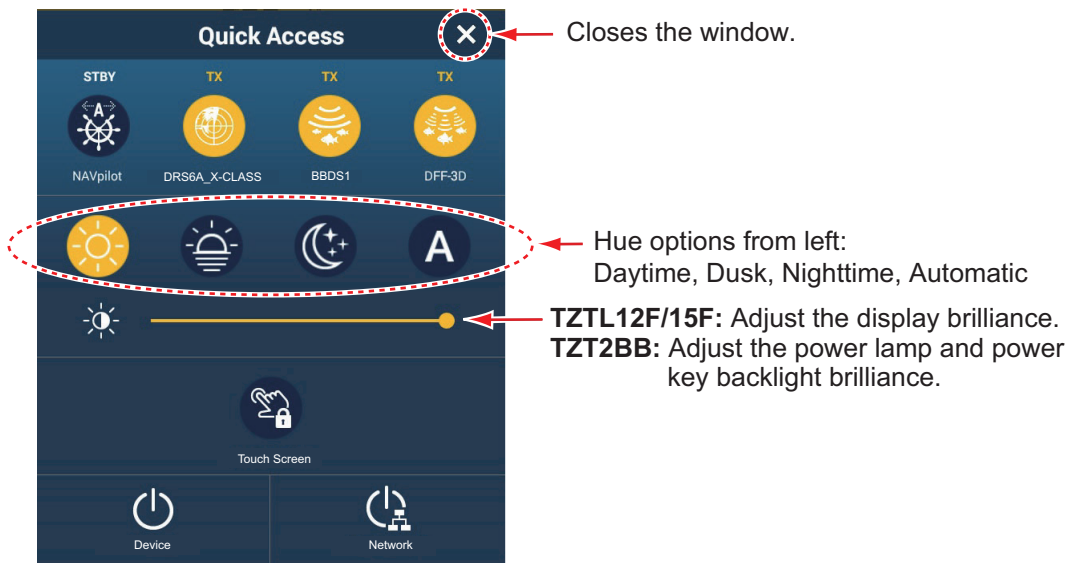 Quick Access
Closes the window.
STBY
TX
TX
TX
A
NAVpilot
DRS6A_X-CLASS
BBDS1
DFF-3D
A
Hue options from left:
Daytime, Dusk, Nighttime, Automatic
TZTL12F/15F: Adjust the display brilliance.
TZT2BB: Adjust the power lamp and power
key backlight brilliance.
Touch Screen
Device
Network